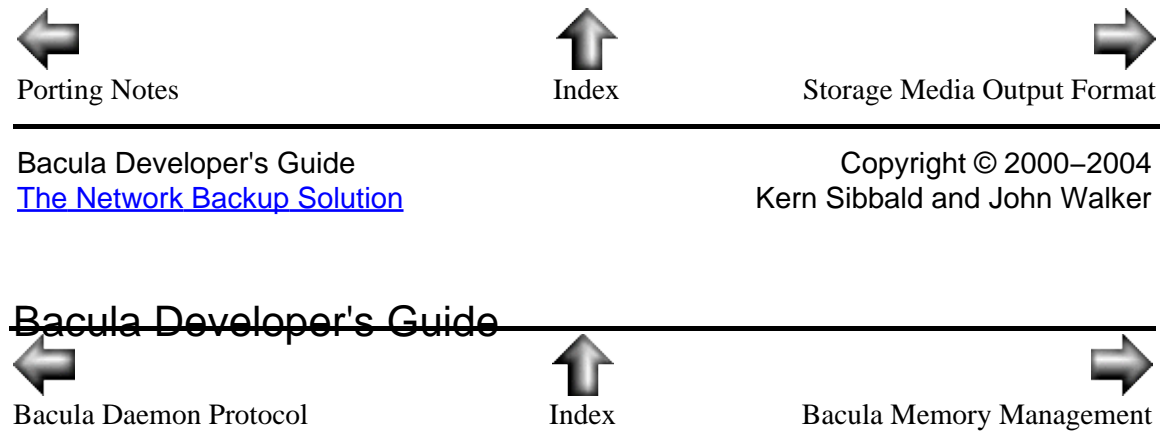 Porting Notes Index Storage Media Output Format
Bacula Developer's Guide Copyright © 2000−2004
The Network Backup Solution Kern Sibbald and John Walker
Bacula Developer's Guide
Bacula Daemon Protocol Index Bacula Memory Management